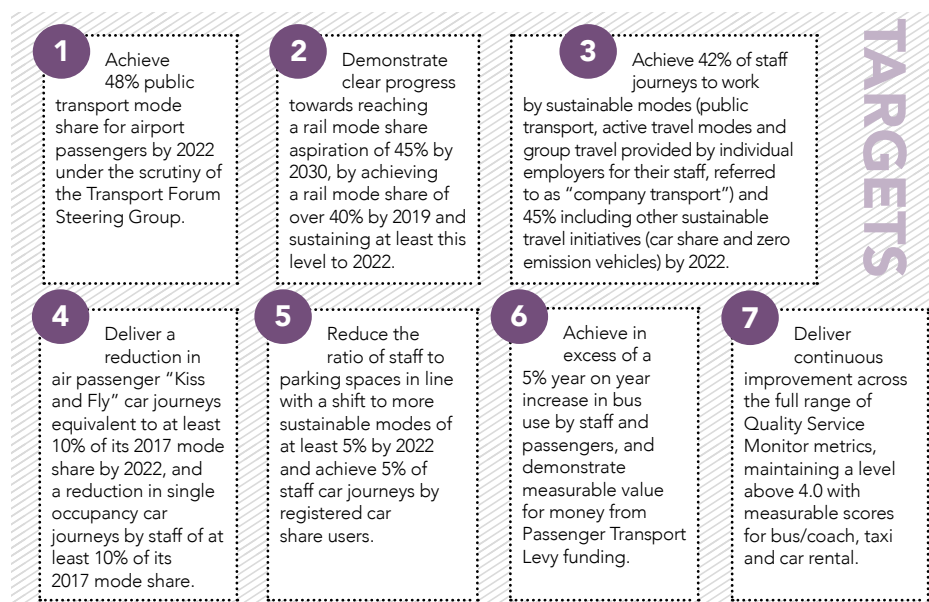 TARGETS
1
Achieve
48% public
transport mode
share for airport
passengers by 2022
under the scrutiny of
the Transport Forum
Steering Group.
2
Demonstrate
clear progress
towards reaching
a rail mode share
aspiration of 45% by
2030, by achieving
a rail mode share of
over 40% by 2019 and
sustaining at least this
level to 2022.
3
Achieve 42% of staff
journeys to work
by sustainable modes (public
transport, active travel modes and
group travel provided by individual
employers for their staff, referred
to as “company transport”) and
45% including other sustainable
travel initiatives (car share and zero
emission vehicles) by 2022.
4
Deliver a
reduction in
air passenger “Kiss
and Fly” car journeys
equivalent to at least
10% of its 2017 mode
share by 2022, and
a reduction in single
occupancy car
journeys by staff of at
least 10% of its
2017 mode share.
5
Reduce the
ratio of staff to
parking spaces in line
with a shift to more
sustainable modes of
at least 5% by 2022
and achieve 5% of
staff car journeys by
registered car
share users.
6
Achieve in
excess of a
5% year on year
increase in bus
use by staff and
passengers, and
demonstrate
measurable value
for money from
Passenger Transport
Levy funding.
7
Deliver
continuous
improvement across
the full range of
Quality Service
Monitor metrics,
maintaining a level
above 4.0 with
measurable scores
for bus/coach, taxi
and car rental.